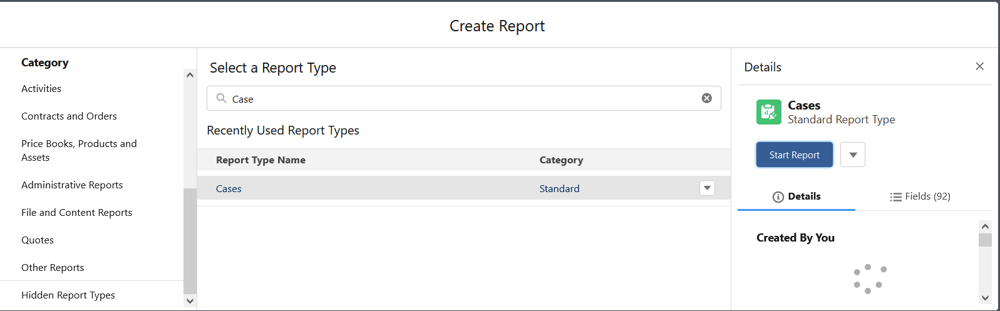 Create Report
Category
Activities
Contracts and Orders
Price Books, Products and
Assets
Administrative Reports
File and Content Reports
Quotes
Other Reports
Hidden Report Types
Select a Report Type
Case
Recently Used Report Types
Report Type Name Category
Cases Standard
Details
Cases
Standard Report Type
Start Report
Details Fields (92)
Created By You